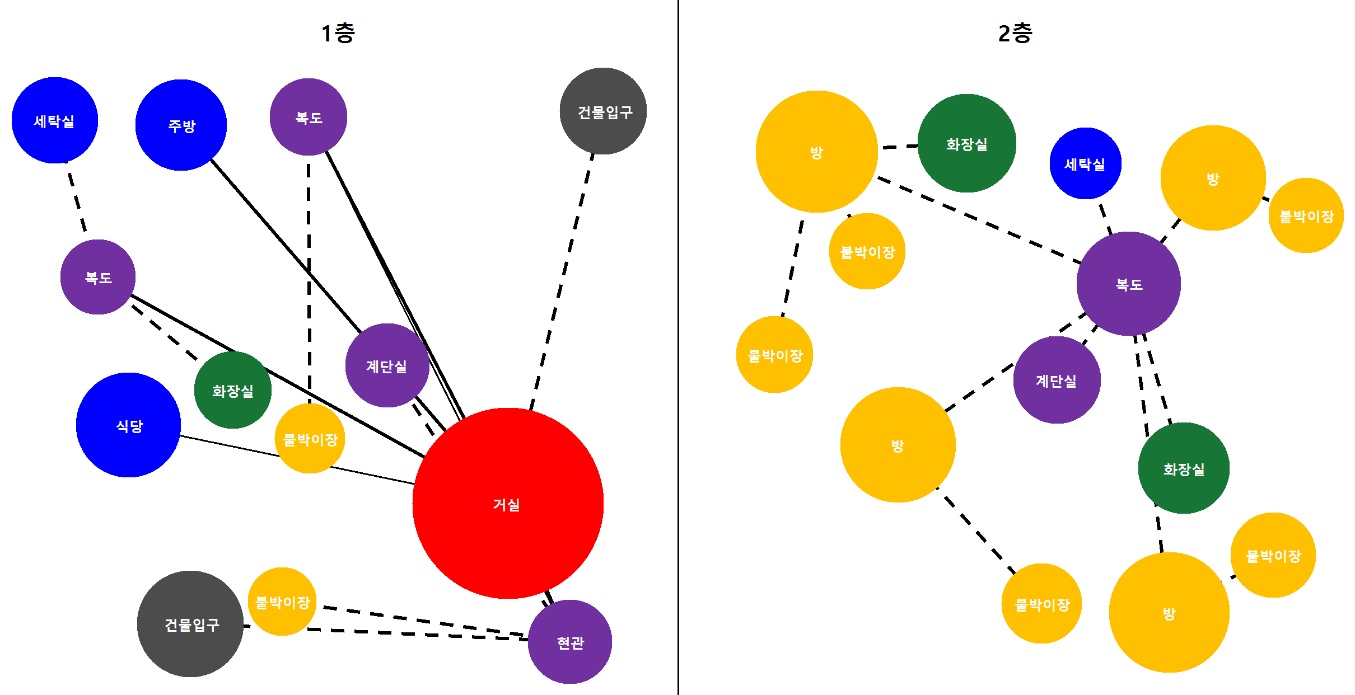 1층
세탁실
주방
복도
건물입구
복도
계단실
화장실
식당
붙박이장
거실
붙박이장
건물입구
현관
2층
방
화장실
세탁실
방
붙박이장
붙박이장
복도
붙박이장
계단실
방
화장실
붙박이장
붙박이장
방